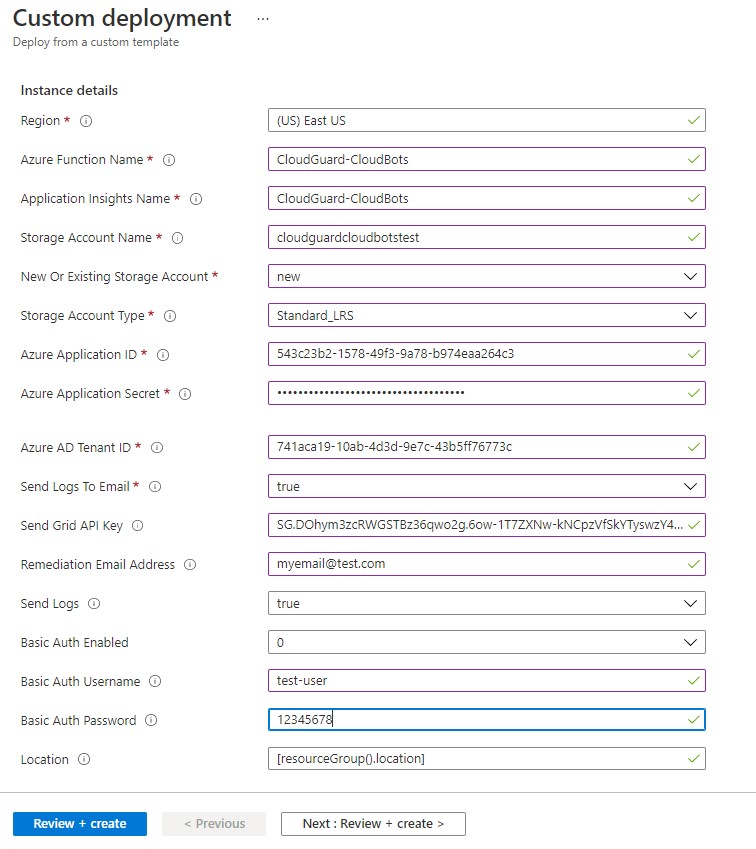 Custom deployment ...
Deploy from a custom template
Instance details
Region * (US) East US
Azure Function Name * CloudGuard-CloudBots
Application Insights Name * CloudGuard-CloudBots
Storage Account Name * cloudguardcloudbotstest
New Or Existing Storage Account * new
Storage Account Type * Standard_LRS
Azure Application ID * 543c23b2-1578-49f3-9a78-b974eaa264c3
Azure Application Secret * ••••••••••••••••••••••••••••••••••••
Azure AD Tenant ID * 741aca19-10ab-4d3d-9e7c-43b5ff76773c
Send Logs To Email * true
Send Grid API Key SG.DOhym3zcRWGSTBz36qwo2g.6ow-1T7ZXNw-kNCpzVfSkYTyswzY4...
Remediation Email Address myemail@test.com
Send Logs true
Basic Auth Enabled 0
Basic Auth Username test-user
Basic Auth Password 12345678
Location [resourceGroup().location]
Review + create < Previous Next : Review + create >